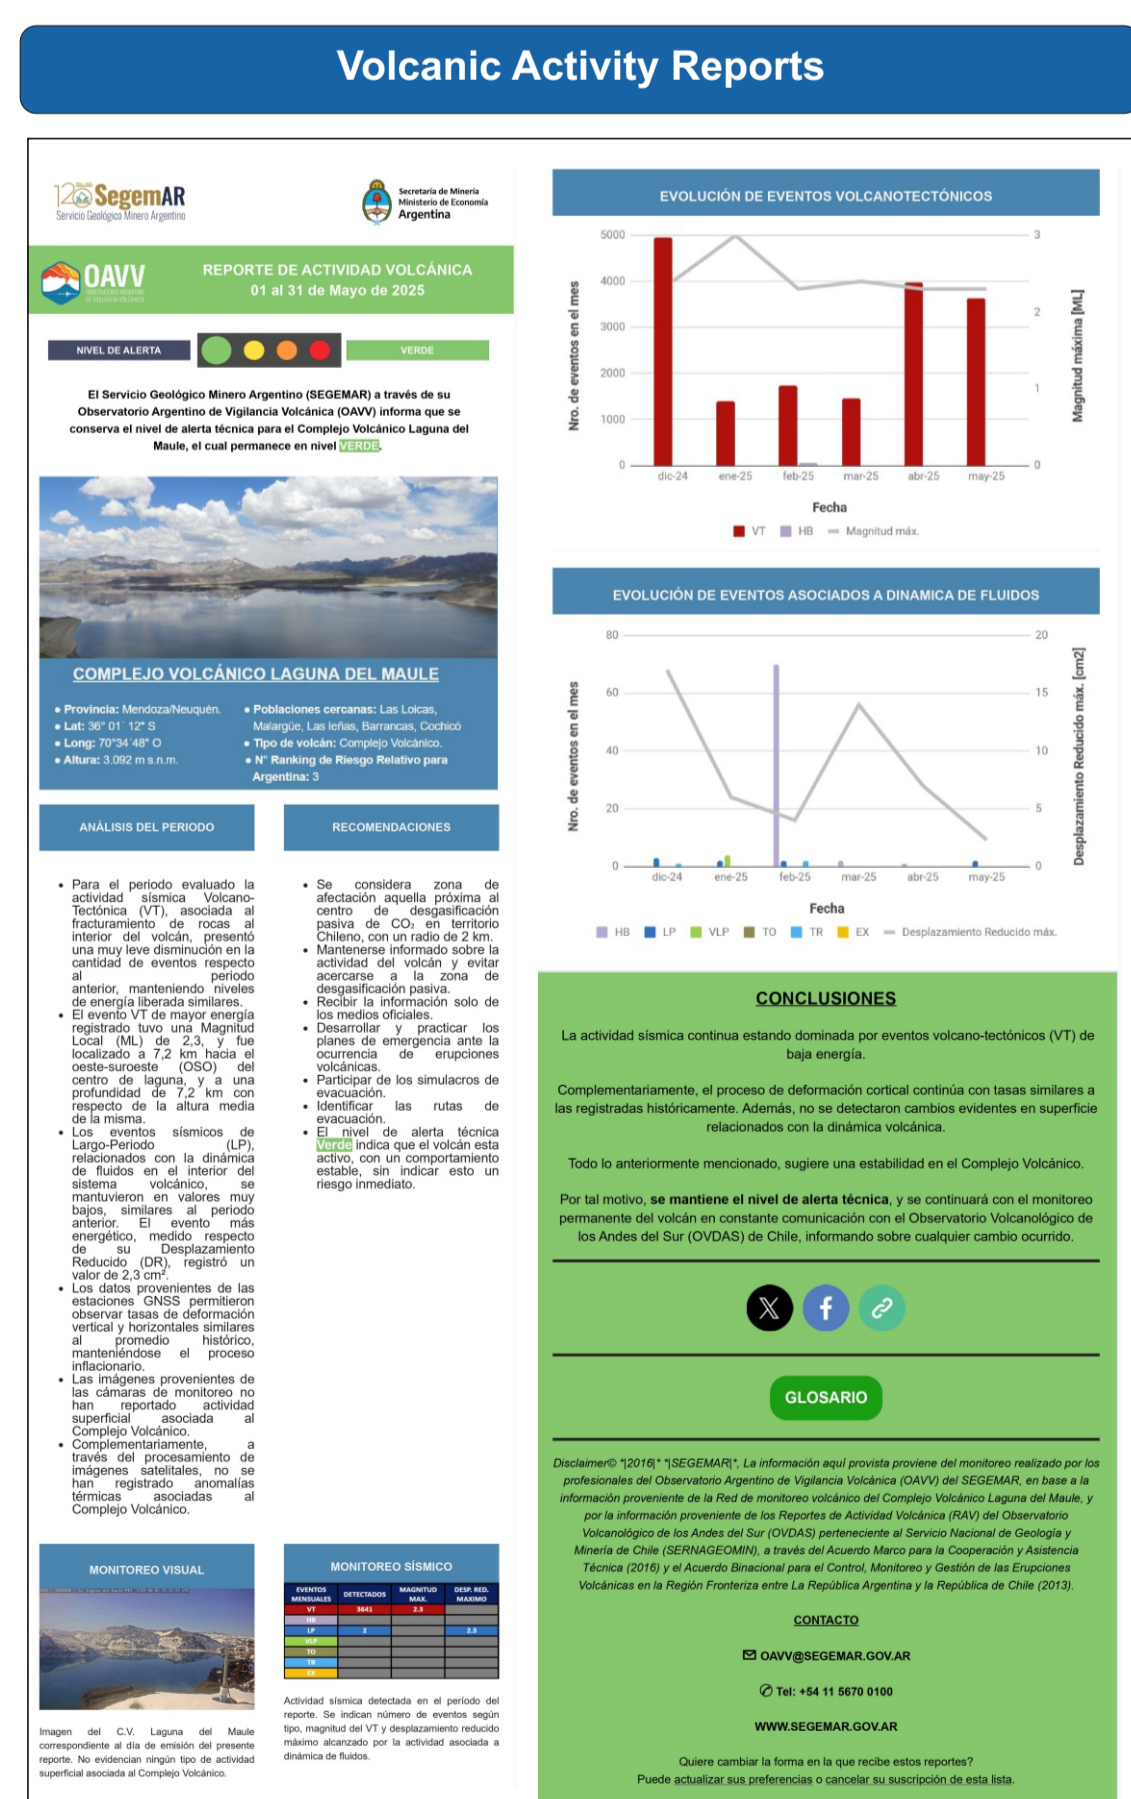 Volcanic Activity Reports
120 SegemAR
Servicio Geológico Minero Argentino
Secretaría de Minería
Ministerio de Economía
Argentina
OAVV
OBSERVATORIO ARGENTINO
DE VIGILANCIA VOLCÁNICA
REPORTE DE ACTIVIDAD VOLCÁNICA
01 al 31 de Mayo de 2025
NIVEL DE ALERTA
VERDE
El Servicio Geológico Minero Argentino (SEGEMAR) a través de su
Observatorio Argentino de Vigilancia Volcánica (OAVV) informa que se
conserva el nivel de alerta técnica para el Complejo Volcánico Laguna del
Maule, el cual permanece en nivel VERDE.
COMPLEJO VOLCÁNICO LAGUNA DEL MAULE
● Provincia: Mendoza/Neuquén.
● Lat: 36° 01´ 12" S
● Long: 70°34´48" O
● Altura: 3.092 m s.n.m.
● Poblaciones cercanas: Las Loicas,
Malargüe, Las leñas, Barrancas, Cochicó
● Tipo de volcán: Complejo Volcánico.
● N° Ranking de Riesgo Relativo para
Argentina: 3
ANÁLISIS DEL PERIODO
• Para el periodo evaluado la
actividad sísmica Volcano-
Tectónica (VT), asociada al
fracturamiento de rocas al
interior del volcán, presentó
una muy leve disminución en la
cantidad de eventos respecto
al periodo
anterior, manteniendo niveles
de energía liberada similares.
• El evento VT de mayor energía
registrado tuvo una Magnitud
Local (ML) de 2,3, y fue
localizado a 7,2 km hacia el
oeste-suroeste (OSO) del
centro de laguna, y a una
profundidad de 7,2 km con
respecto de la altura media
de la misma.
• Los eventos sísmicos de
Largo-Periodo (LP),
relacionados con la dinámica
de fluidos en el interior del
sistema volcánico, se
mantuvieron en valores muy
bajos, similares al periodo
anterior. El evento más
energético, medido respecto
de su Desplazamiento
Reducido (DR), registró un
valor de 2,3 cm².
• Los datos provenientes de las
estaciones GNSS permitieron
observar tasas de deformación
vertical y horizontales similares
al promedio histórico,
manteniéndose el proceso
inflacionario.
• Las imágenes provenientes de
las cámaras de monitoreo no
han reportado actividad
superficial asociada al
Complejo Volcánico.
• Complementariamente, a
través del procesamiento de
imágenes satelitales, no se
han registrado anomalías
térmicas asociadas al
Complejo Volcánico.
RECOMENDACIONES
• Se considera zona de
afectación aquella próxima al
centro de desgasificación
pasiva de CO₂ en territorio
Chileno, con un radio de 2 km.
• Mantenerse informado sobre la
actividad del volcán y evitar
acercarse a la zona de
desgasificación pasiva.
• Recibir la información solo de
los medios oficiales.
• Desarrollar y practicar los
planes de emergencia ante la
ocurrencia de erupciones
volcánicas.
• Participar de los simulacros de
evacuación.
• Identificar las rutas de
evacuación.
• El nivel de alerta técnica
Verde indica que el volcán esta
activo, con un comportamiento
estable, sin indicar esto un
riesgo inmediato.
MONITOREO VISUAL
Imagen del C.V. Laguna del Maule
correspondiente al día de emisión del presente
reporte. No evidencian ningún tipo de actividad
superficial asociada al Complejo Volcánico.
MONITOREO SÍSMICO
EVENTOS MENSUALES DETECTADOS MAGNITUD MAX. DESP. RED. MAXIMO
VT 3641 2.3
HB
LP 2 2.3
VLP
TO
TR
EX
Actividad sísmica detectada en el período del
reporte. Se indican número de eventos según
tipo, magnitud del VT y desplazamiento reducido
máximo alcanzado por la actividad asociada a
dinámica de fluidos.
EVOLUCIÓN DE EVENTOS VOLCANOTECTÓNICOS
Nro. de eventos en el mes
5000
4000
3000
2000
1000
0
3
2
1
0
Magnitud máxima [ML]
dic-24 ene-25 feb-25 mar-25 abr-25 may-25
Fecha
VT HB Magnitud máx.
EVOLUCIÓN DE EVENTOS ASOCIADOS A DINAMICA DE FLUIDOS
Nro. de eventos en el mes
80
60
40
20
0
20
15
10
5
0
Desplazamiento Reducido máx. [cm2]
dic-24 ene-25 feb-25 mar-25 abr-25 may-25
Fecha
HB LP VLP TO TR EX Desplazamiento Reducido máx.
CONCLUSIONES
La actividad sísmica continua estando dominada por eventos volcano-tectónicos (VT) de
baja energía.
Complementariamente, el proceso de deformación cortical continúa con tasas similares a
las registradas históricamente. Además, no se detectaron cambios evidentes en superficie
relacionados con la dinámica volcánica.
Todo lo anteriormente mencionado, sugiere una estabilidad en el Complejo Volcánico.
Por tal motivo, se mantiene el nivel de alerta técnica, y se continuará con el monitoreo
permanente del volcán en constante comunicación con el Observatorio Volcanológico de
los Andes del Sur (OVDAS) de Chile, informando sobre cualquier cambio ocurrido.
GLOSARIO
Disclaimer© *|2016|* *|SEGEMAR|*, La información aquí provista proviene del monitoreo realizado por los
profesionales del Observatorio Argentino de Vigilancia Volcánica (OAVV) del SEGEMAR, en base a la
información proveniente de la Red de monitoreo volcánico del Complejo Volcánico Laguna del Maule, y
por la información proveniente de los Reportes de Actividad Volcánica (RAV) del Observatorio
Volcanológico de los Andes del Sur (OVDAS) perteneciente al Servicio Nacional de Geología y
Minería de Chile (SERNAGEOMIN), a través del Acuerdo Marco para la Cooperación y Asistencia
Técnica (2016) y el Acuerdo Binacional para el Control, Monitoreo y Gestión de las Erupciones
Volcánicas en la Región Fronteriza entre La República Argentina y la República de Chile (2013).
CONTACTO
OAVV@SEGEMAR.GOV.AR
Tel: +54 11 5670 0100
WWW.SEGEMAR.GOV.AR
Quiere cambiar la forma en la que recibe estos reportes?
Puede actualizar sus preferencias o cancelar su suscripción de esta lista.